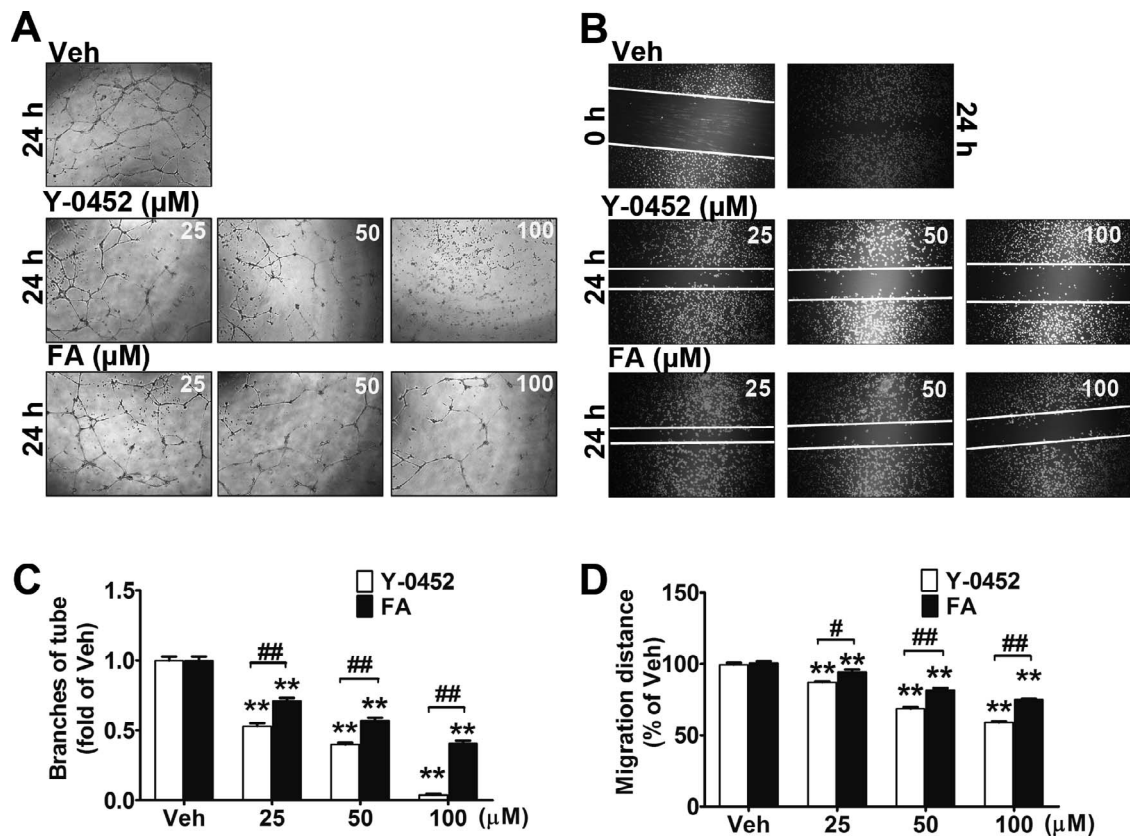 A
Veh
24 h
Y-0452 (µM)
25
50
100
24 h
FA (µM)
25
50
100
24 h
B
Veh
0 h
24 h
Y-0452 (µM)
25
50
100
24 h
FA (µM)
25
50
100
24 h
C
Y-0452
FA
Branches of tube
(fold of Veh)
1.5
1.0
0.5
0.0
##
##
##
** **
** **
** **
Veh 25 50 100 (µM)
D
Y-0452
FA
Migration distance
(% of Veh)
150
100
50
0
#
##
##
** **
** **
** **
Veh 25 50 100 (µM)